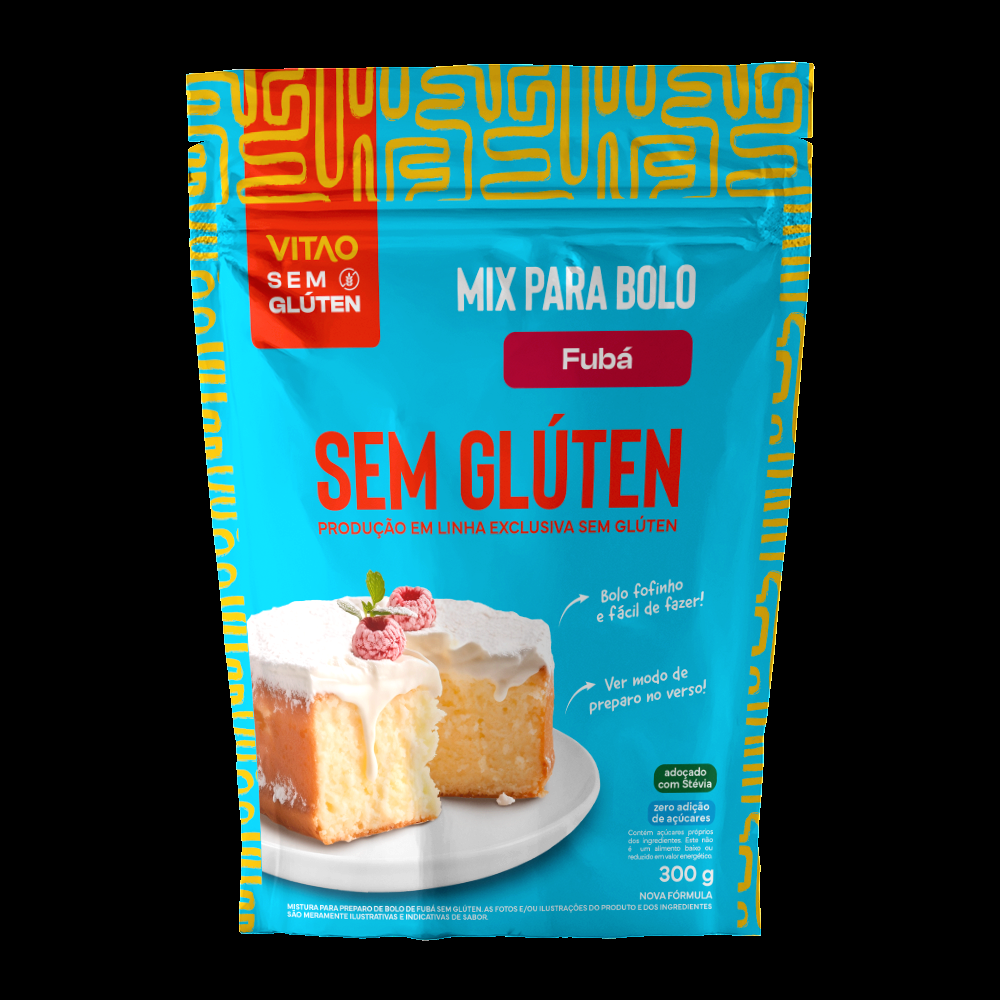 VITAO
SEM
GLÚTEN
MIX PARA BOLO
Fubá
SEM GLÚTEN
PRODUÇÃO EM LINHA EXCLUSIVA SEM GLÚTEN
Bolo fofinho
e fácil de fazer!
Ver modo de
preparo no verso!
adoçado
com Stévia
zero adição
de açúcares
Contém açúcares próprios
dos ingredientes. Este não
é um alimento baixo ou
reduzido em valor energético.
300 g
NOVA FÓRMULA
MISTURA PARA PREPARO DE BOLO DE FUBÁ SEM GLÚTEN. AS FOTOS E/OU ILUSTRAÇÕES DO PRODUTO E DOS INGREDIENTES
SÃO MERAMENTE ILUSTRATIVAS E INDICATIVAS DE SABOR.